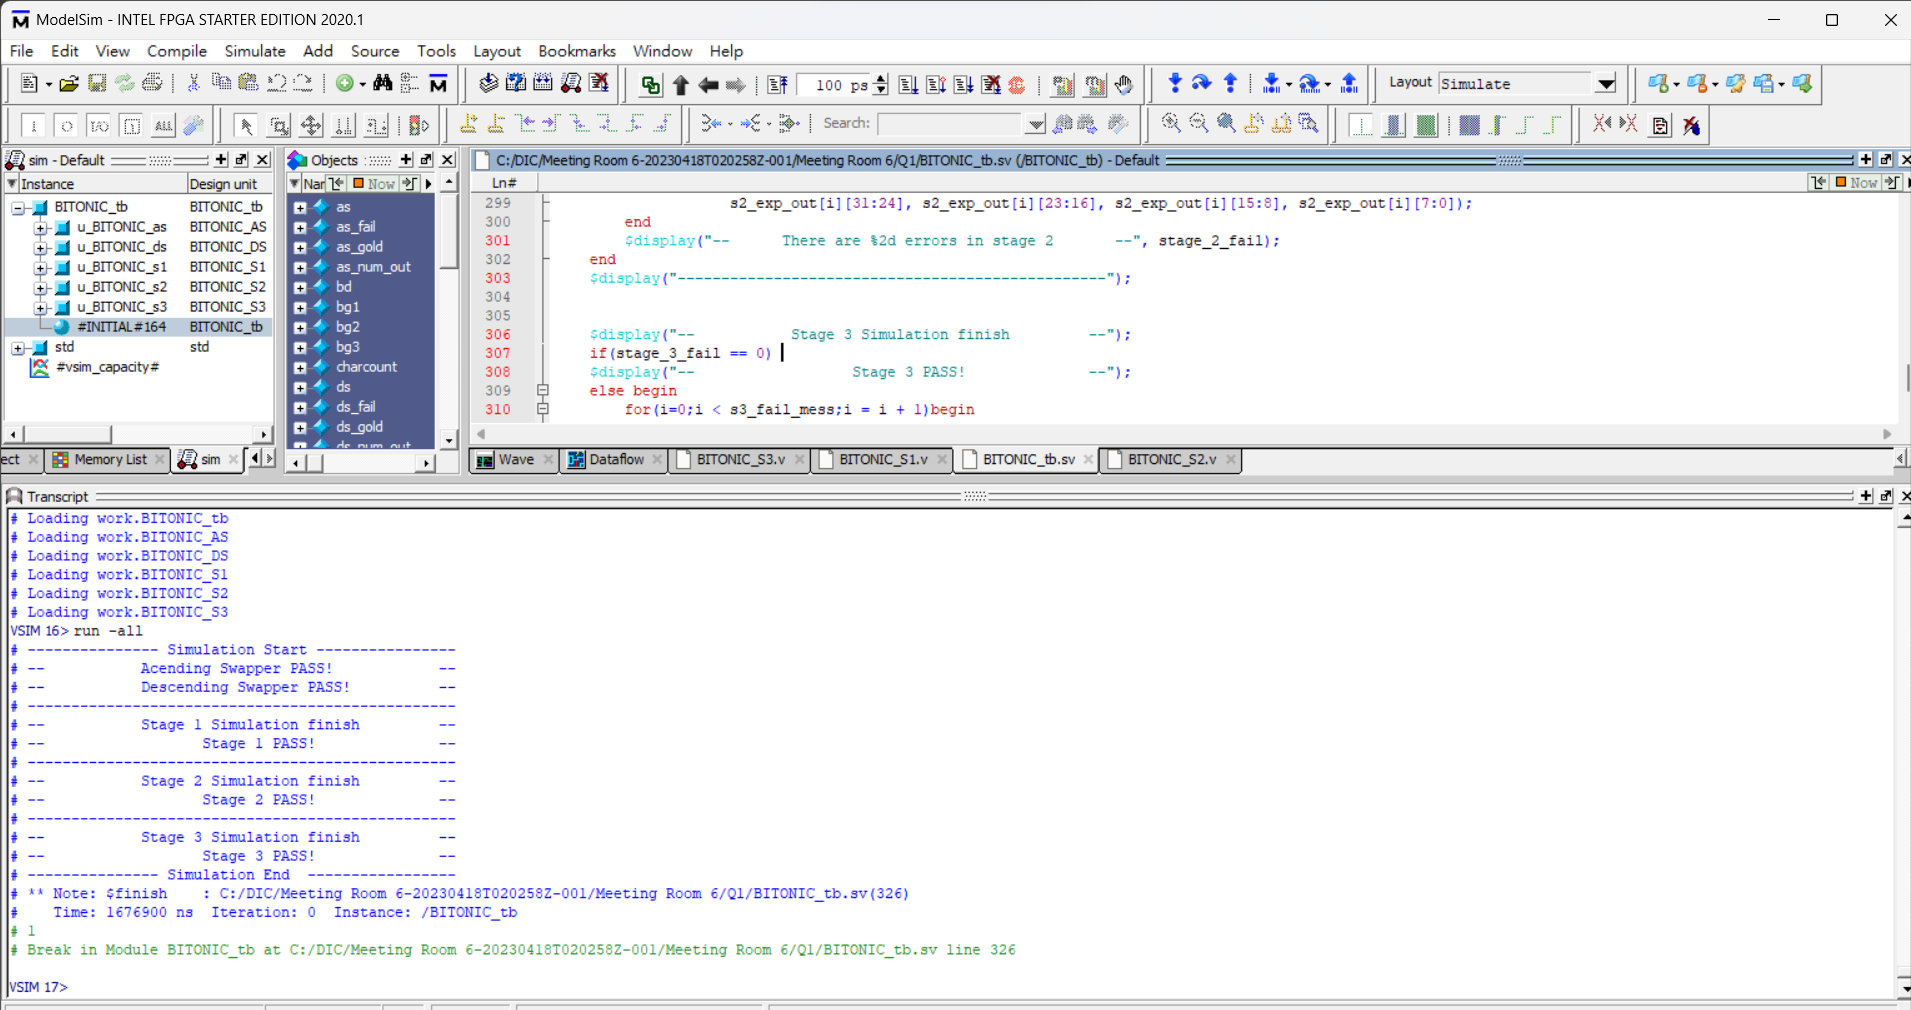 ModelSim - INTEL FPGA STARTER EDITION 2020.1
File Edit View Compile Simulate Add Source Tools Layout Bookmarks Window Help
100 ps
Layout Simulate
ALL
Search:
sim - Default
Instance Design unit
BITONIC_tb BITONIC_tb
u_BITONIC_as BITONIC_AS
u_BITONIC_ds BITONIC_DS
u_BITONIC_s1 BITONIC_S1
u_BITONIC_s2 BITONIC_S2
u_BITONIC_s3 BITONIC_S3
#INITIAL#164 BITONIC_tb
std std
#vsim_capacity#
ect Memory List sim
Objects
Nar Now
as
as_fail
as_gold
as_num_out
bd
bg1
bg2
bg3
charcount
ds
ds_fail
ds_gold
ds_num_out
C:/DIC/Meeting Room 6-20230418T020258Z-001/Meeting Room 6/Q1/BITONIC_tb.sv (/BITONIC_tb) - Default
Ln# Now
299 s2_exp_out[i][31:24], s2_exp_out[i][23:16], s2_exp_out[i][15:8], s2_exp_out[i][7:0]);
300 end
301 $display("-- There are %2d errors in stage 2 --", stage_2_fail);
302 end
303 $display("-------------------------------------------------");
304
305
306 $display("-- Stage 3 Simulation finish --");
307 if(stage_3_fail == 0)
308 $display("-- Stage 3 PASS! --");
309 else begin
310 for(i=0;i < s3_fail_mess;i = i + 1)begin
Wave Dataflow BITONIC_S3.v BITONIC_S1.v BITONIC_tb.sv BITONIC_S2.v
Transcript
# Loading work.BITONIC_tb
# Loading work.BITONIC_AS
# Loading work.BITONIC_DS
# Loading work.BITONIC_S1
# Loading work.BITONIC_S2
# Loading work.BITONIC_S3
VSIM 16> run -all
# --------------- Simulation Start ----------------
# -- Acending Swapper PASS! --
# -- Descending Swapper PASS! --
# -------------------------------------------------
# -- Stage 1 Simulation finish --
# -- Stage 1 PASS! --
# -------------------------------------------------
# -- Stage 2 Simulation finish --
# -- Stage 2 PASS! --
# -------------------------------------------------
# -- Stage 3 Simulation finish --
# -- Stage 3 PASS! --
# --------------- Simulation End -----------------
# ** Note: $finish : C:/DIC/Meeting Room 6-20230418T020258Z-001/Meeting Room 6/Q1/BITONIC_tb.sv(326)
# Time: 1676900 ns Iteration: 0 Instance: /BITONIC_tb
# 1
# Break in Module BITONIC_tb at C:/DIC/Meeting Room 6-20230418T020258Z-001/Meeting Room 6/Q1/BITONIC_tb.sv line 326
VSIM 17>